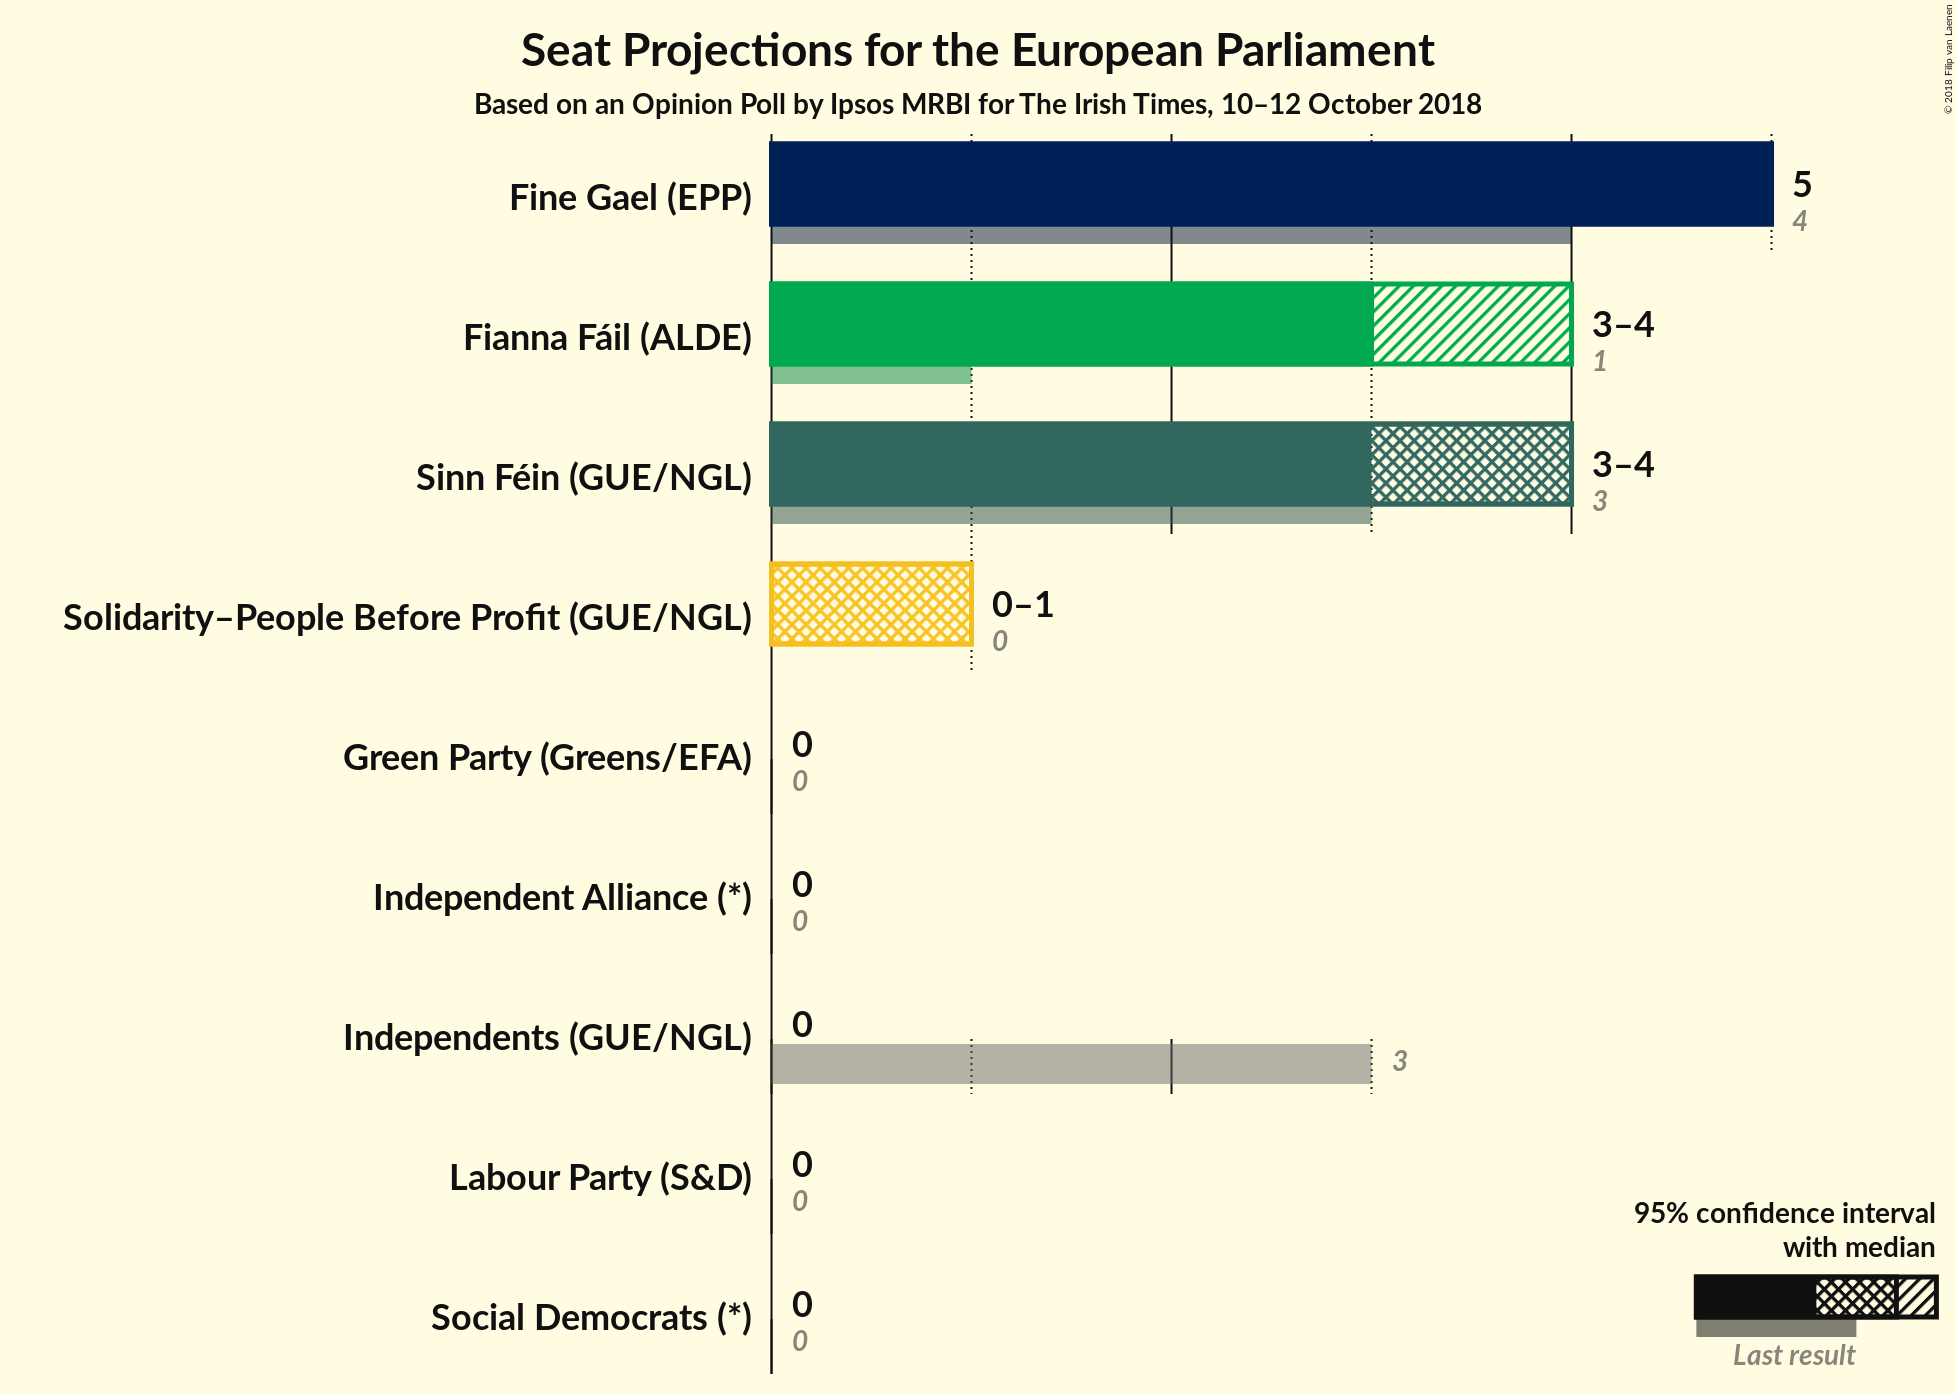 Seat Projections for the European Parliament
Based on an Opinion Poll by Ipsos MRBI for The Irish Times, 10–12 October 2018
© 2018 Filip van Laenen
Fine Gael (EPP)
5
4
Fianna Fáil (ALDE)
3–4
1
Sinn Féin (GUE/NGL)
3–4
3
Solidarity–People Before Profit (GUE/NGL)
0–1
0
Green Party (Greens/EFA)
0
0
Independent Alliance (*)
0
0
Independents (GUE/NGL)
0
3
Labour Party (S&D)
0
0
Social Democrats (*)
0
0
95% confidence interval
with median
Last result